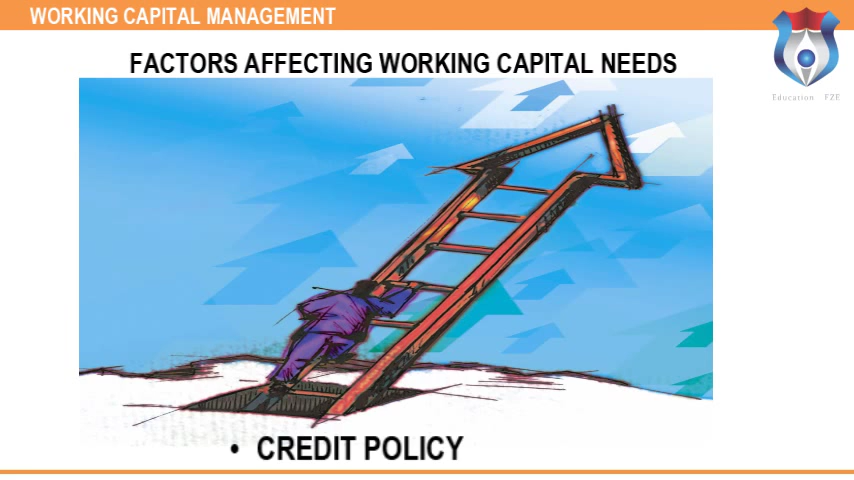 WORKING CAPITAL MANAGEMENT
FACTORS AFFECTING WORKING CAPITAL NEEDS
Education FZE
• CREDIT POLICY